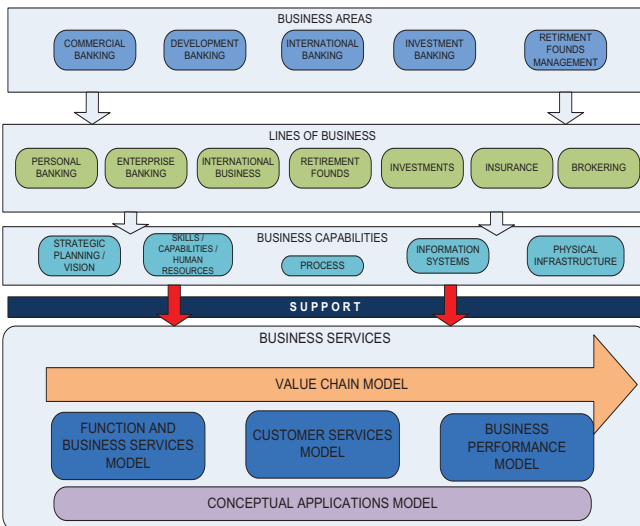 BUSINESS AREAS
COMMERCIAL
BANKING
DEVELOPMENT
BANKING
INTERNATIONAL
BANKING
INVESTMENT
BANKING
RETIRMENT
FOUNDS
MANAGEMENT
LINES OF BUSINESS
PERSONAL
BANKING
ENTERPRISE
BANKING
INTERNATIONAL
BUSINESS
RETIREMENT
FOUNDS
INVESTMENTS
INSURANCE
BROKERING
BUSINESS CAPABILITIES
STRATEGIC
PLANNING /
VISION
SKILLS /
CAPABILITIES /
HUMAN
RESOURCES
PROCESS
INFORMATION
SYSTEMS
PHYSICAL
INFRASTRUCTURE
SUPPORT
BUSINESS SERVICES
VALUE CHAIN MODEL
FUNCTION AND
BUSINESS SERVICES
MODEL
CUSTOMER SERVICES
MODEL
BUSINESS
PERFORMANCE
MODEL
CONCEPTUAL APPLICATIONS MODEL